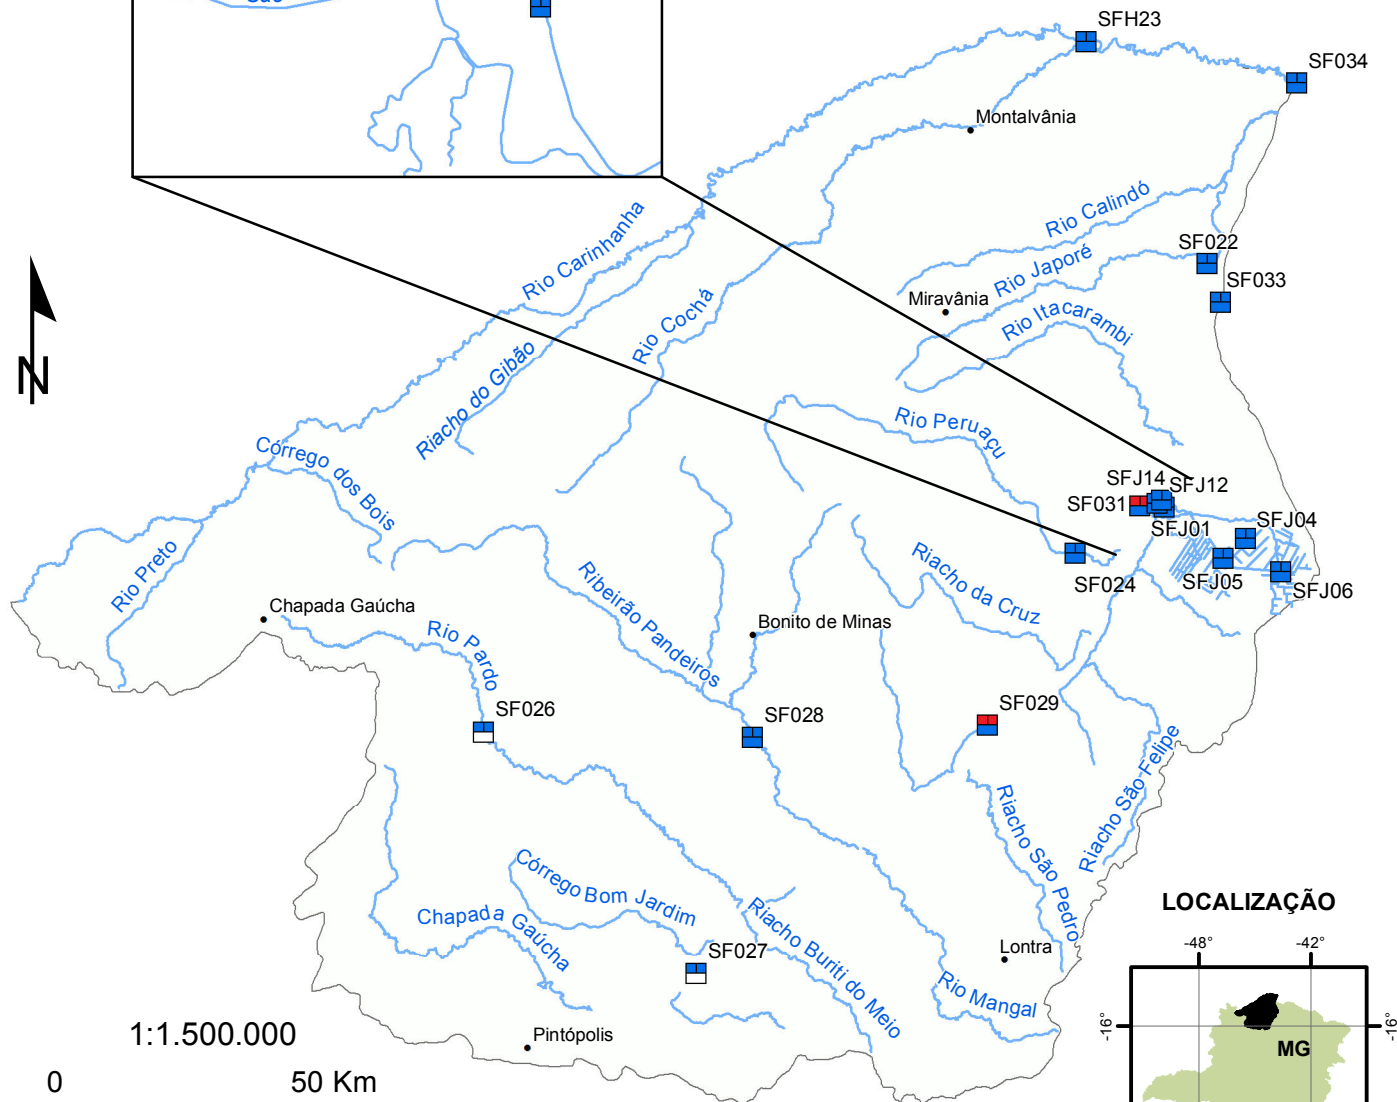 SFH23
SF034
Montalvânia
Rio Calindó
Rio Carinhanha
SF022
Rio Japoré
SF033
Miravânia
Rio Cochá
Rio Itacarambi
N
Riacho do Gibão
Rio Peruaçu
Córrego dos Bois
SFJ14
SFJ12
SF031
SFJ01
SFJ04
Rio Preto
Riacho da Cruz
SF024
SFJ05
SFJ06
Ribeirão Pandeiros
Chapada Gaúcha
Bonito de Minas
Rio Pardo
SF026
SF028
SF029
Riacho São Felipe
Riacho São Pedro
Córrego Bom Jardim
Chapada Gaúcha
Riacho Buriti do Meio
SF027
Lontra
Rio Mangal
Pintópolis
LOCALIZAÇÃO
-48° -42°
-16° -16°
MG
1:1.500.000
0 50 Km